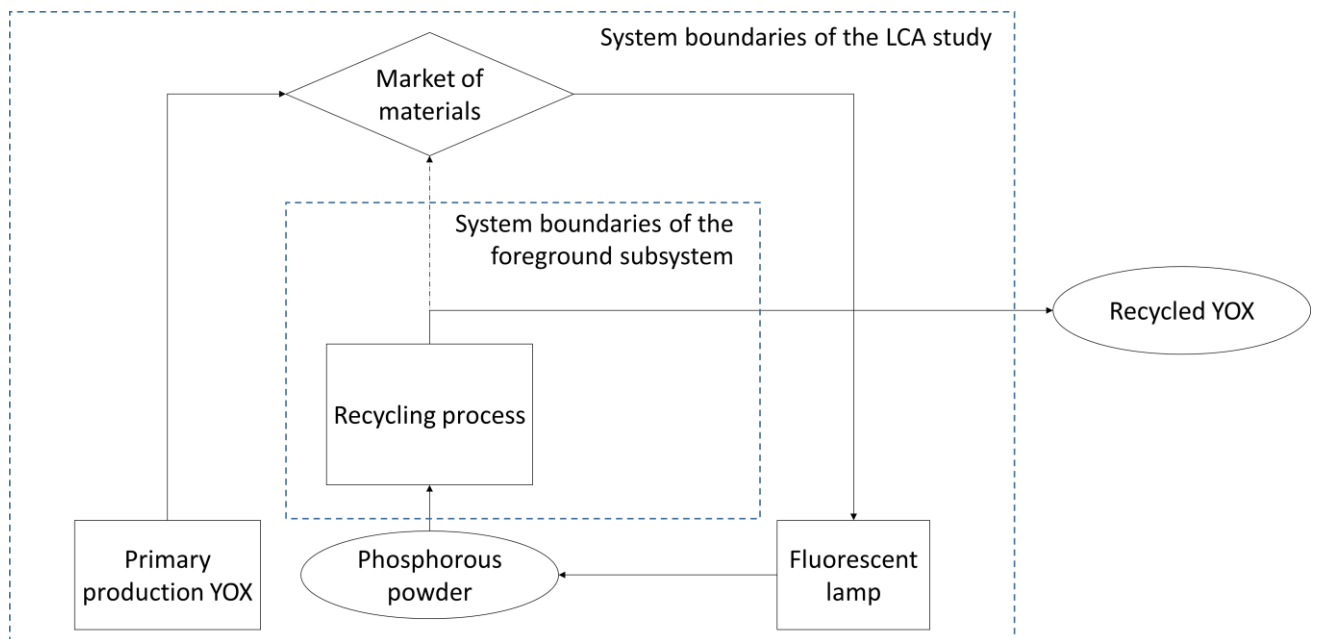 System boundaries of the LCA study
Market of
materials
System boundaries of the
foreground subsystem
Recycled YOX
Recycling process
Primary
production YOX
Phosphorous
powder
Fluorescent
lamp